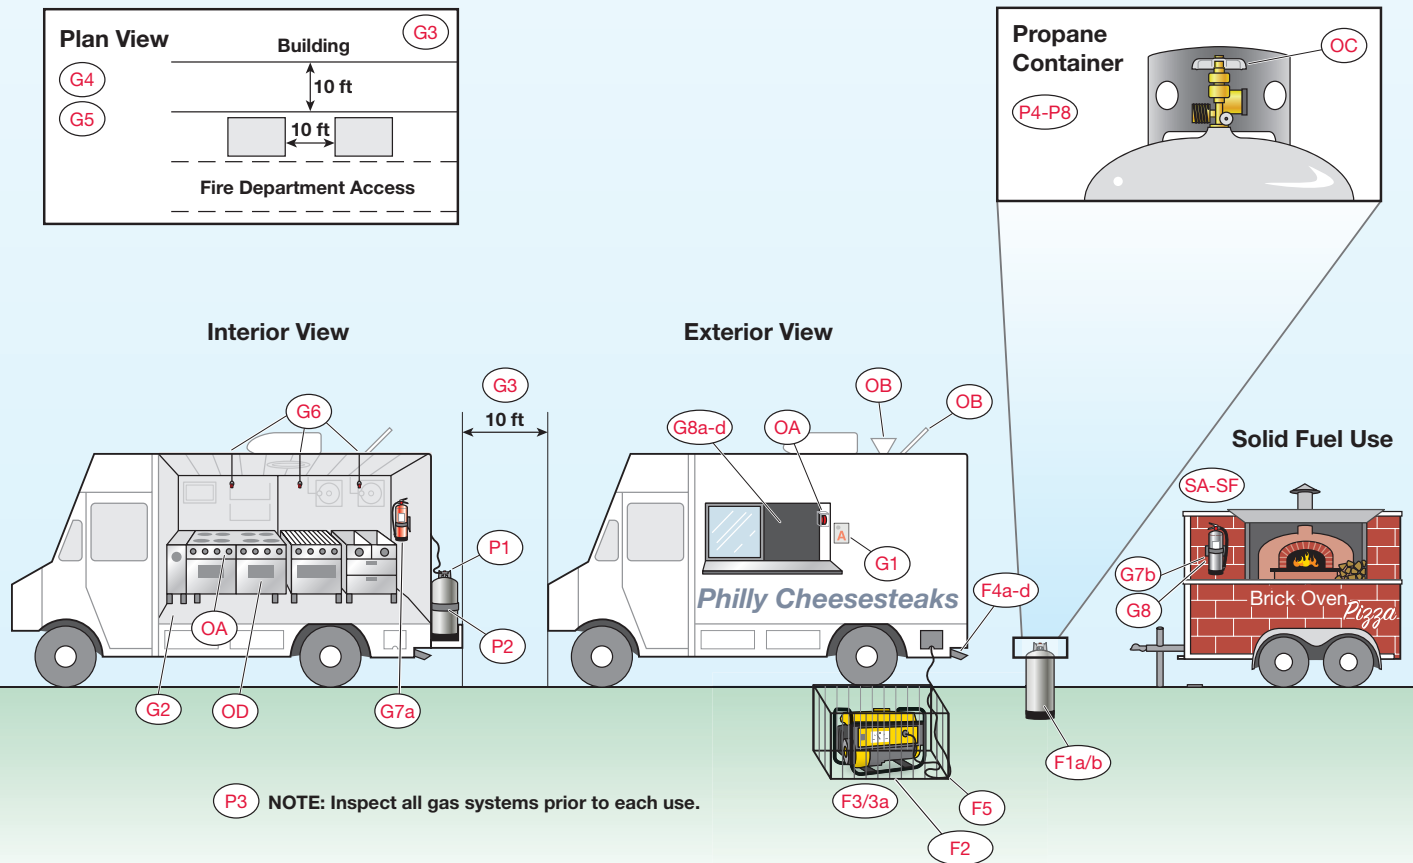 Plan View
G3
Building
G4
10 ft
G5
10 ft
Fire Department Access
Propane
Container
OC
P4-P8
Interior View
Exterior View
G3
10 ft
G6
OB
OB
G8a-d
OA
Solid Fuel Use
SA-SF
P1
A
G1
G7b
G8
Philly Cheesesteaks
F4a-d
Brick Oven
Pizza
OA
P2
G2
OD
G7a
F1a/b
P3 NOTE: Inspect all gas systems prior to each use.
F3/3a
F5
F2